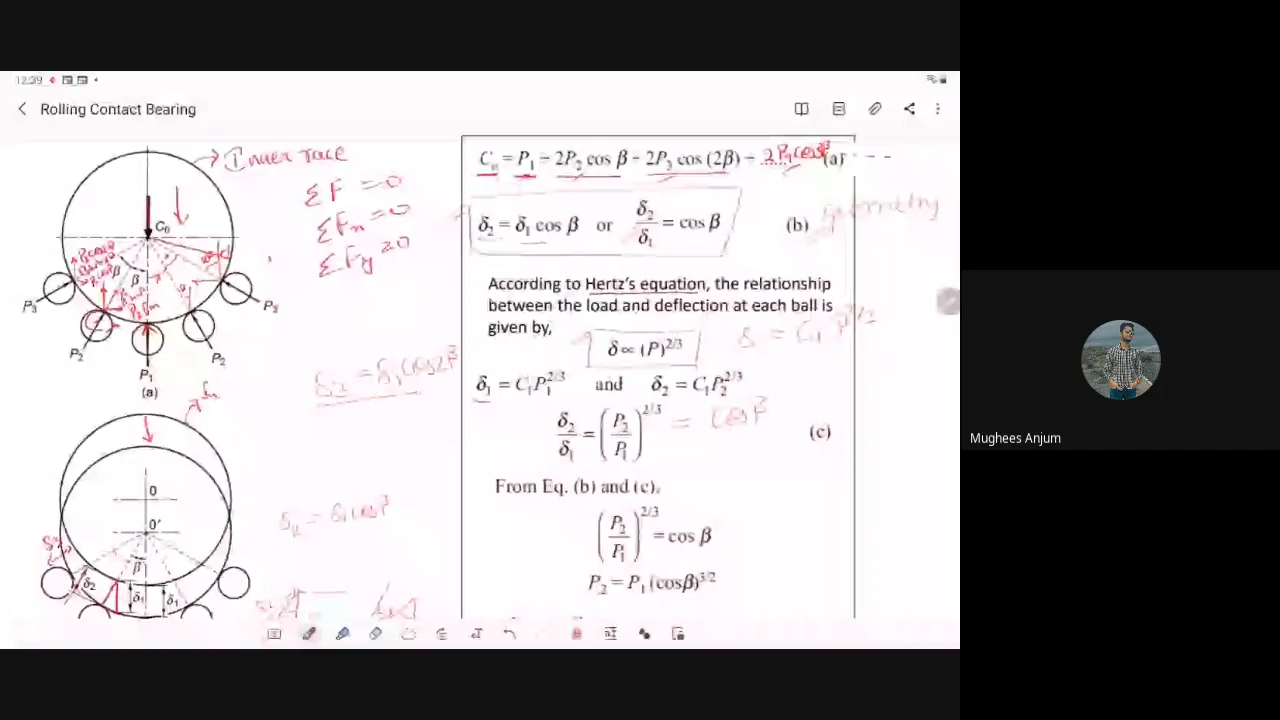 12:39
Rolling Contact Bearing
Inner race
ΣF = 0
ΣFx = 0
ΣFy = 0
C₀
β
β
P₃
P₃
P₂
P₂
P₁
(a)
C₀ = P₁ − 2P₂ cos β − 2P₃ cos (2β) − (a) - - -
δ₂ = δ₁ cos β or δ₂/δ₁ = cos β (b) Geometry
According to Hertz's equation, the relationship
between the load and deflection at each ball is
given by,
δ ∝ (P)^2/3
δ₁ = C₁P₁^2/3 and δ₂ = C₁P₂^2/3
δ₂/δ₁ = (P₂/P₁)^2/3 = cos β (c)
From Eq. (b) and (c),
(P₂/P₁)^2/3 = cos β
P₂ = P₁ (cosβ)^3/2
0
0'
β
δ₂
δ₁
δ₁
Mughees Anjum